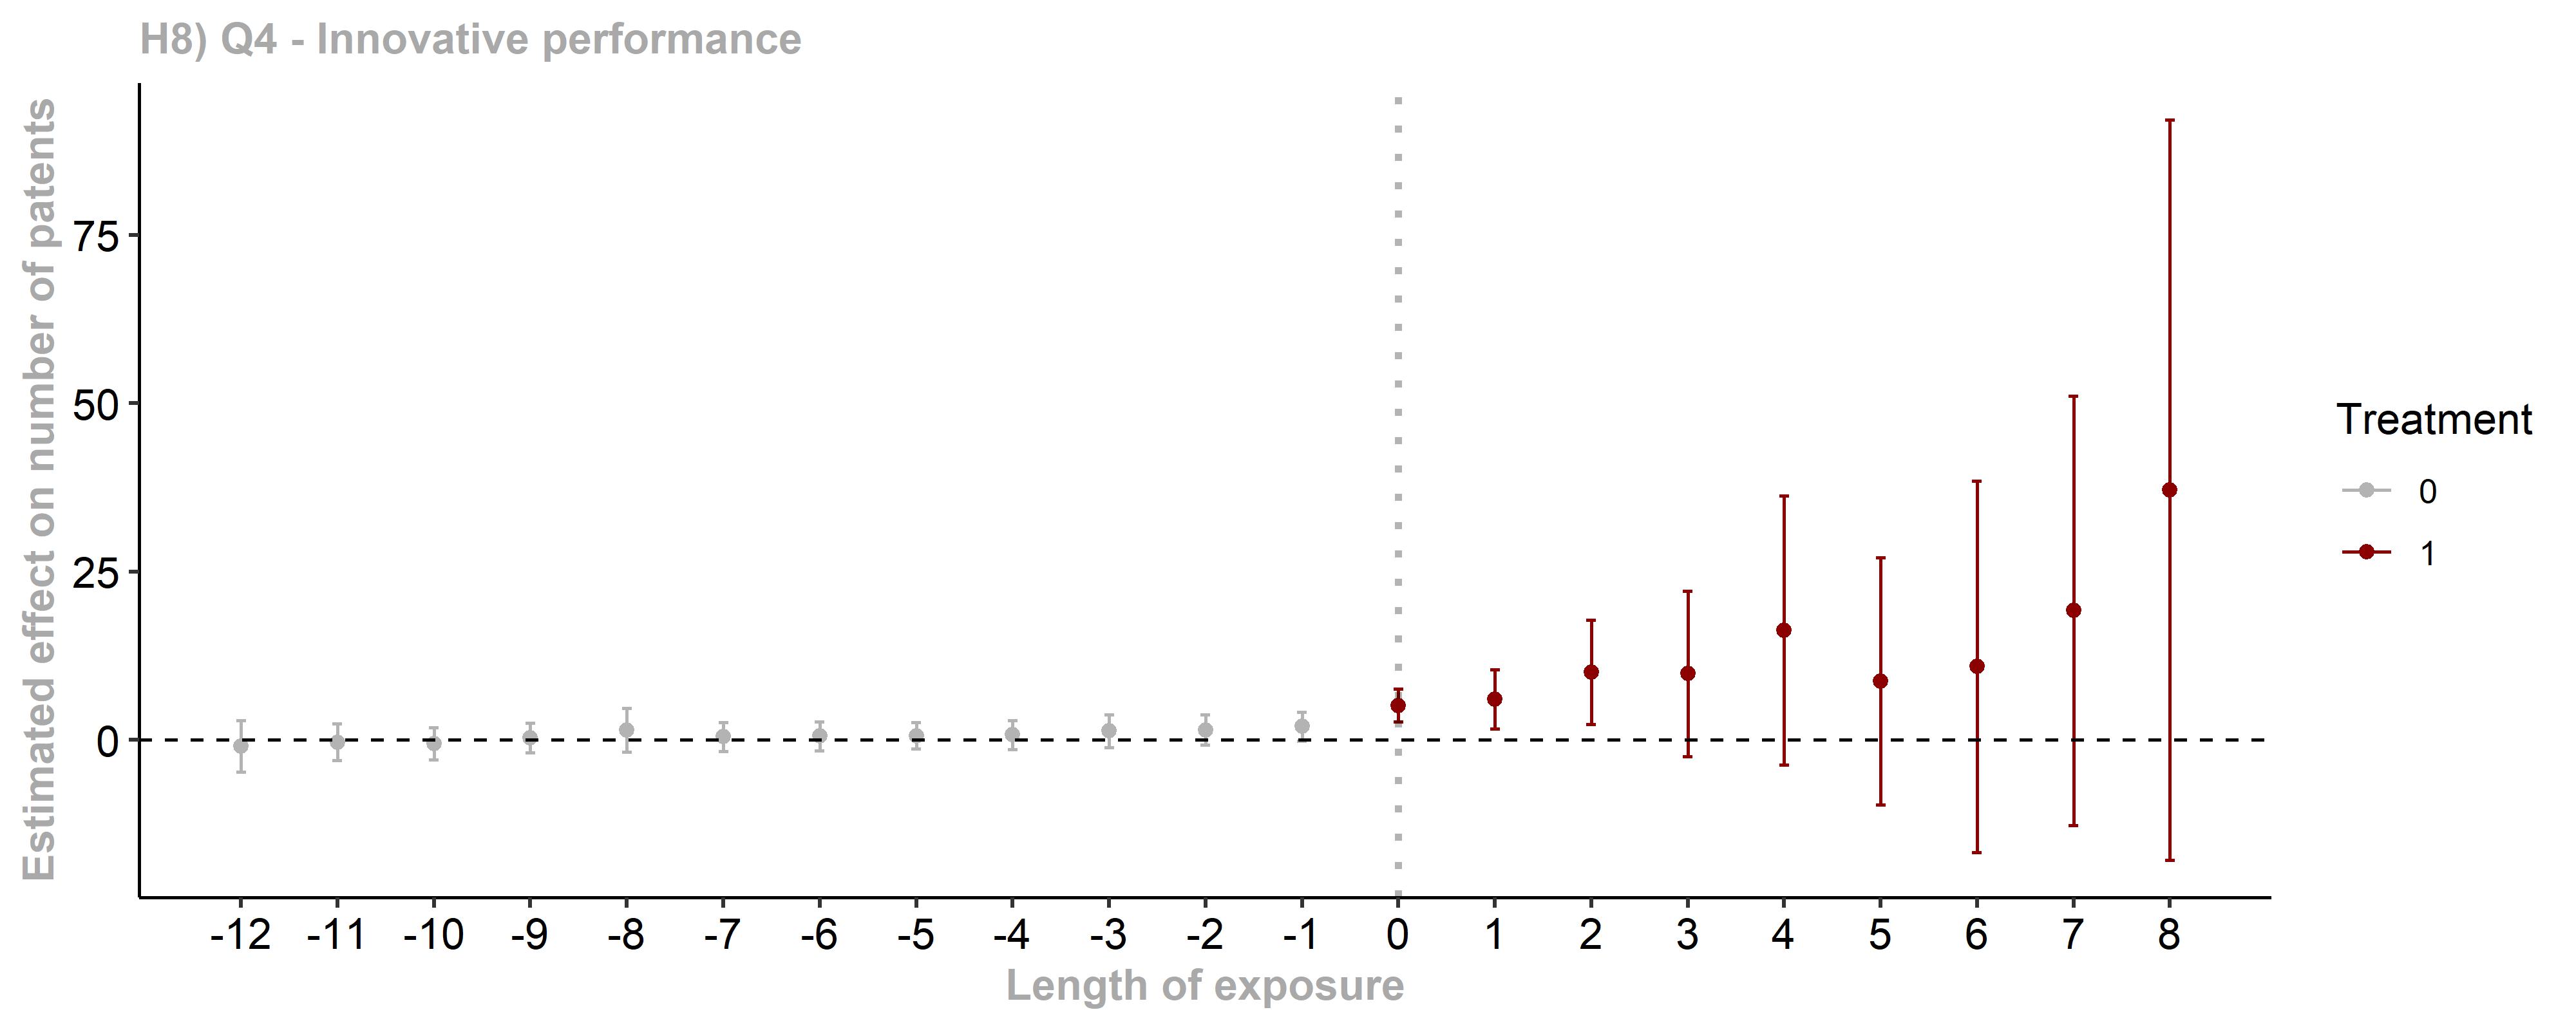 H8) Q4 - Innovative performance
Estimated effect on number of patents
75
50
25
0
-12 -11 -10 -9 -8 -7 -6 -5 -4 -3 -2 -1 0 1 2 3 4 5 6 7 8
Length of exposure
Treatment
0
1